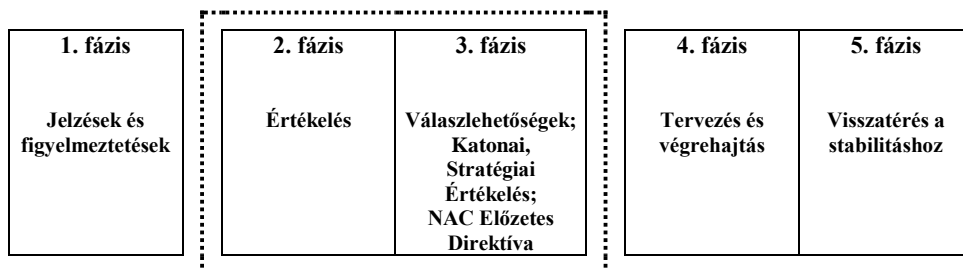 1. fázis
Jelzések és
figyelmeztetések
2. fázis
Értékelés
3. fázis
Válaszlehetőségek;
Katonai,
Stratégiai
Értékelés;
NAC Előzetes
Direktíva
4. fázis
Tervezés és
végrehajtás
5. fázis
Visszatérés a
stabilitáshoz